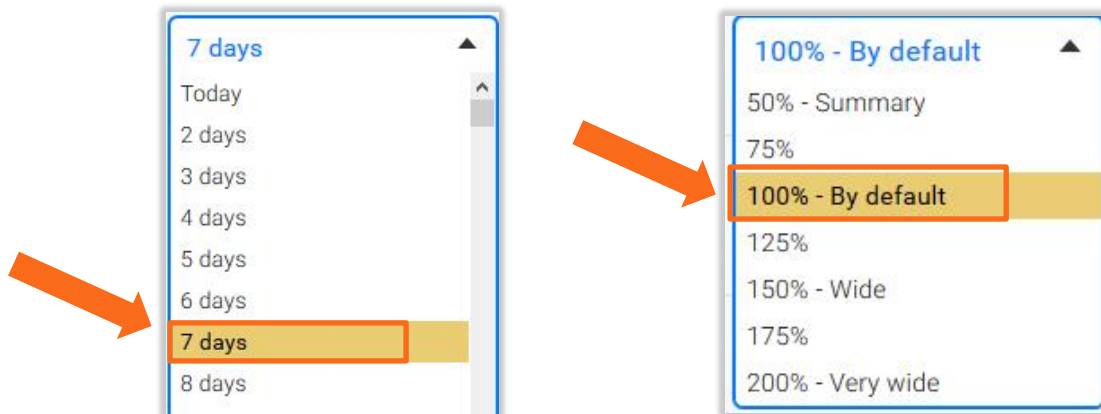 7 days
Today
2 days
3 days
4 days
5 days
6 days
7 days
8 days
100% - By default
50% - Summary
75%
100% - By default
125%
150% - Wide
175%
200% - Very wide